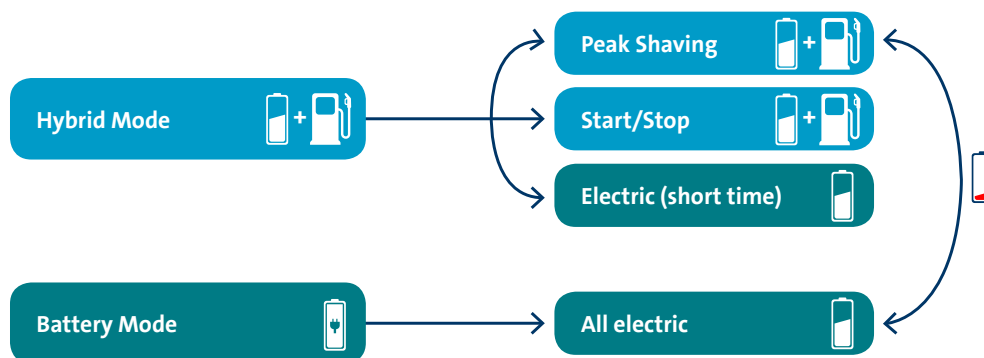 Peak Shaving
Hybrid Mode
Start/Stop
Electric (short time)
Battery Mode
All electric